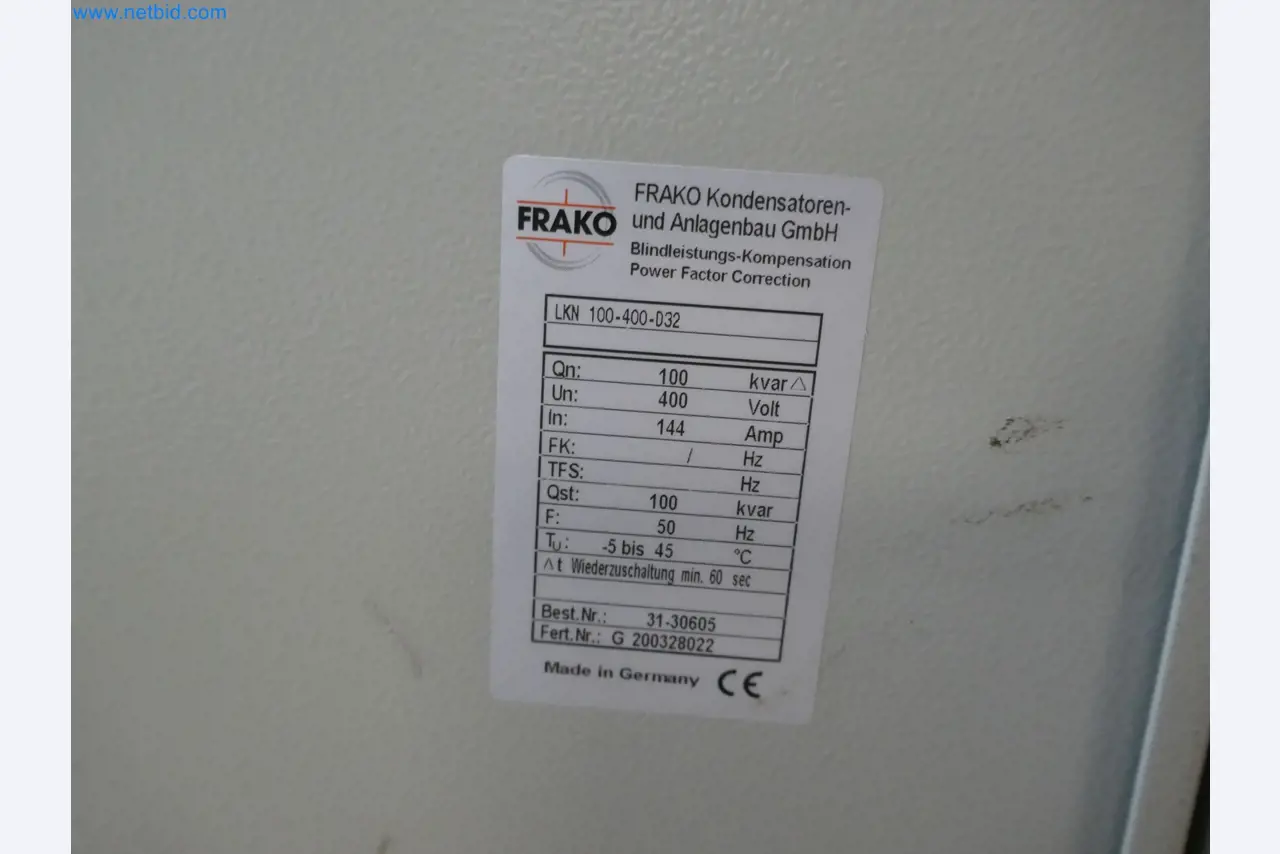 www.netbid.com
FRAKO
FRAKO Kondensatoren-
und Anlagenbau GmbH
Blindleistungs-Kompensation
Power Factor Correction
LKN 100-400-D32
Qn: 100 kvar △
Un: 400 Volt
In: 144 Amp
FK: / Hz
TFS: Hz
Qst: 100 kvar
F: 50 Hz
TU: -5 bis 45 °C
△t Wiederzuschaltung min. 60 sec
Best.Nr.: 31-30605
Fert.Nr.: G 200328022
Made in Germany CE